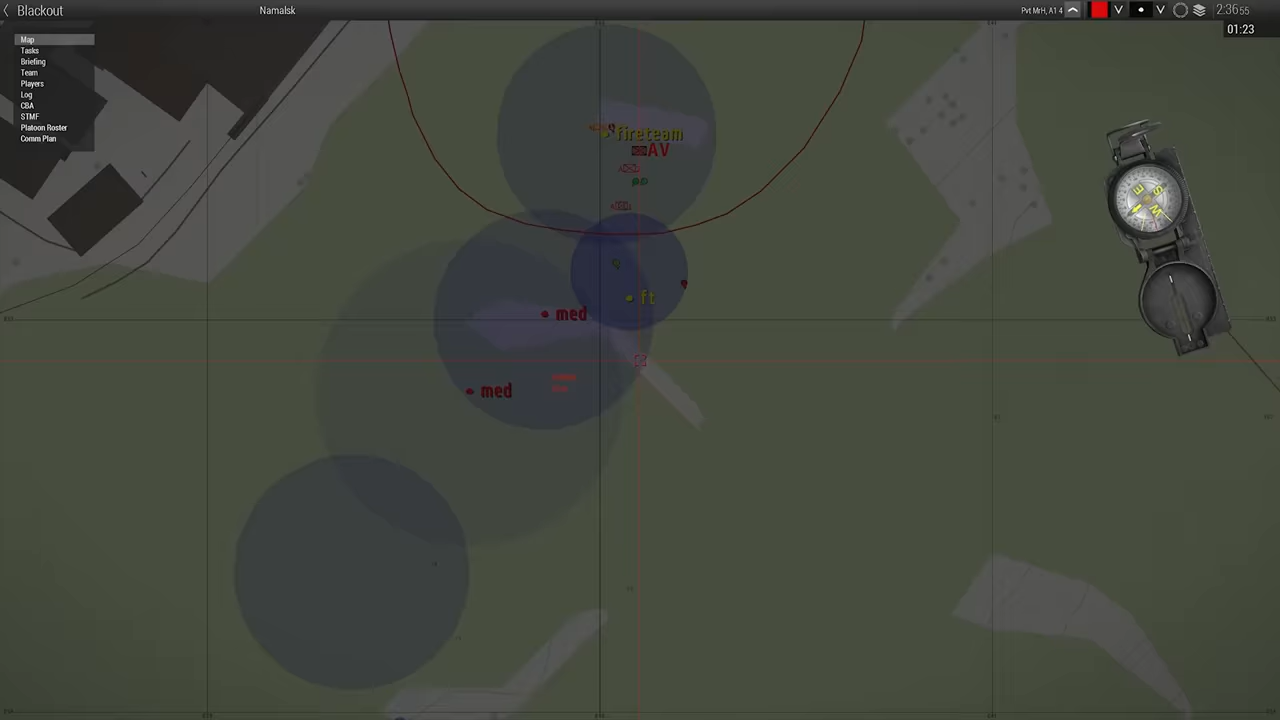 Blackout
Namalsk
Pvt MrH, A1 4
2:36 55
01:23
Map
Tasks
Briefing
Team
Players
Log
CBA
STMF
Platoon Roster
Comm Plan
fireteam
AV
ft
med
med
E
S
W